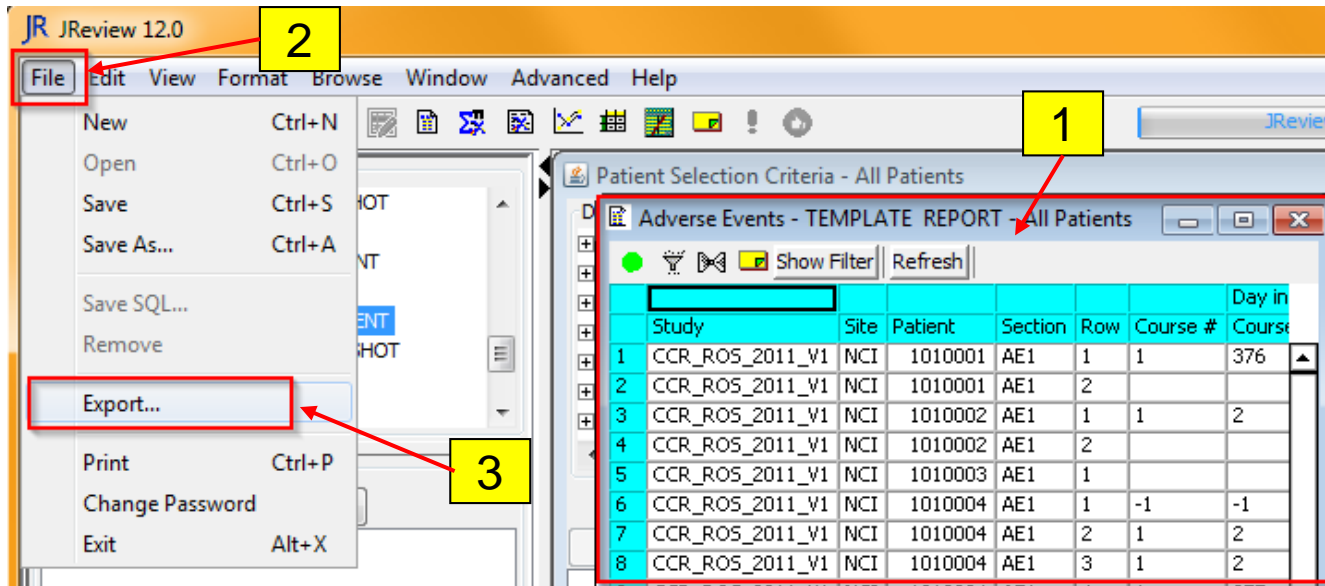 JR JReview 12.0
2
File Edit View Format Browse Window Advanced Help
1
New Ctrl+N
Open Ctrl+O
Save Ctrl+S
Save As... Ctrl+A
Save SQL...
Remove
Export...
Print Ctrl+P
Change Password
Exit Alt+X
3
HOT
NT
ENT
SHOT
JRevie
Patient Selection Criteria - All Patients
D
Adverse Events - TEMPLATE REPORT - All Patients
Show Filter Refresh
Day in
Study Site Patient Section Row Course # Course
1 CCR_ROS_2011_V1 NCI 1010001 AE1 1 1 376
2 CCR_ROS_2011_V1 NCI 1010001 AE1 2
3 CCR_ROS_2011_V1 NCI 1010002 AE1 1 1 2
4 CCR_ROS_2011_V1 NCI 1010002 AE1 2
5 CCR_ROS_2011_V1 NCI 1010003 AE1 1
6 CCR_ROS_2011_V1 NCI 1010004 AE1 1 -1 -1
7 CCR_ROS_2011_V1 NCI 1010004 AE1 2 1 2
8 CCR_ROS_2011_V1 NCI 1010004 AE1 3 1 2